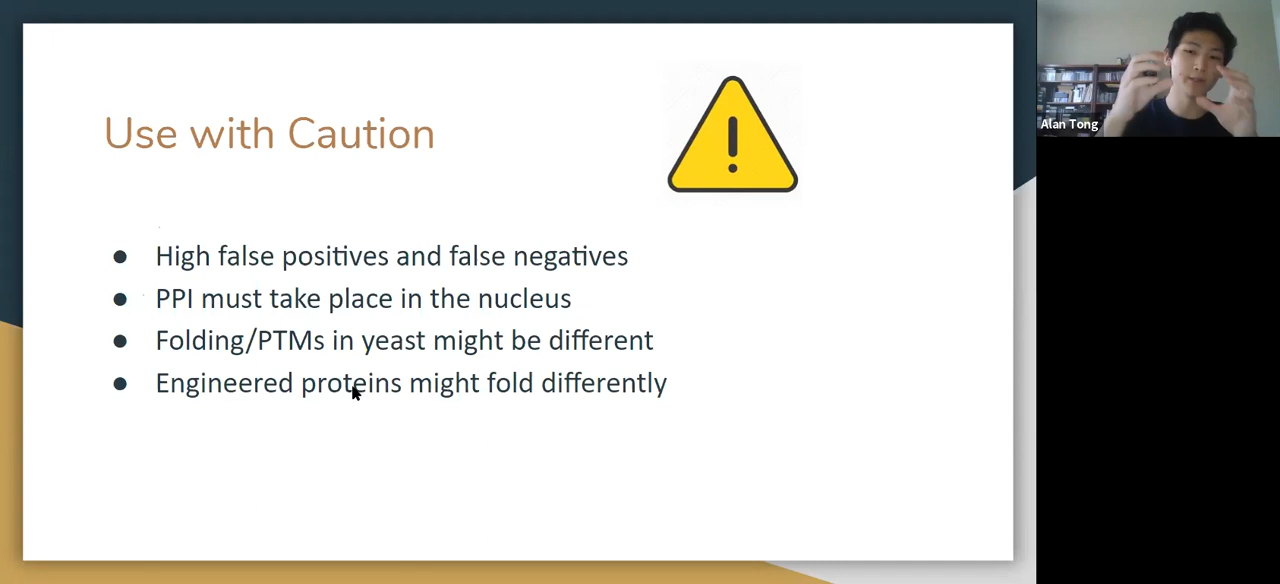 Use with Caution
High false positives and false negatives
PPI must take place in the nucleus
Folding/PTMs in yeast might be different
Engineered proteins might fold differently
Alan Tong